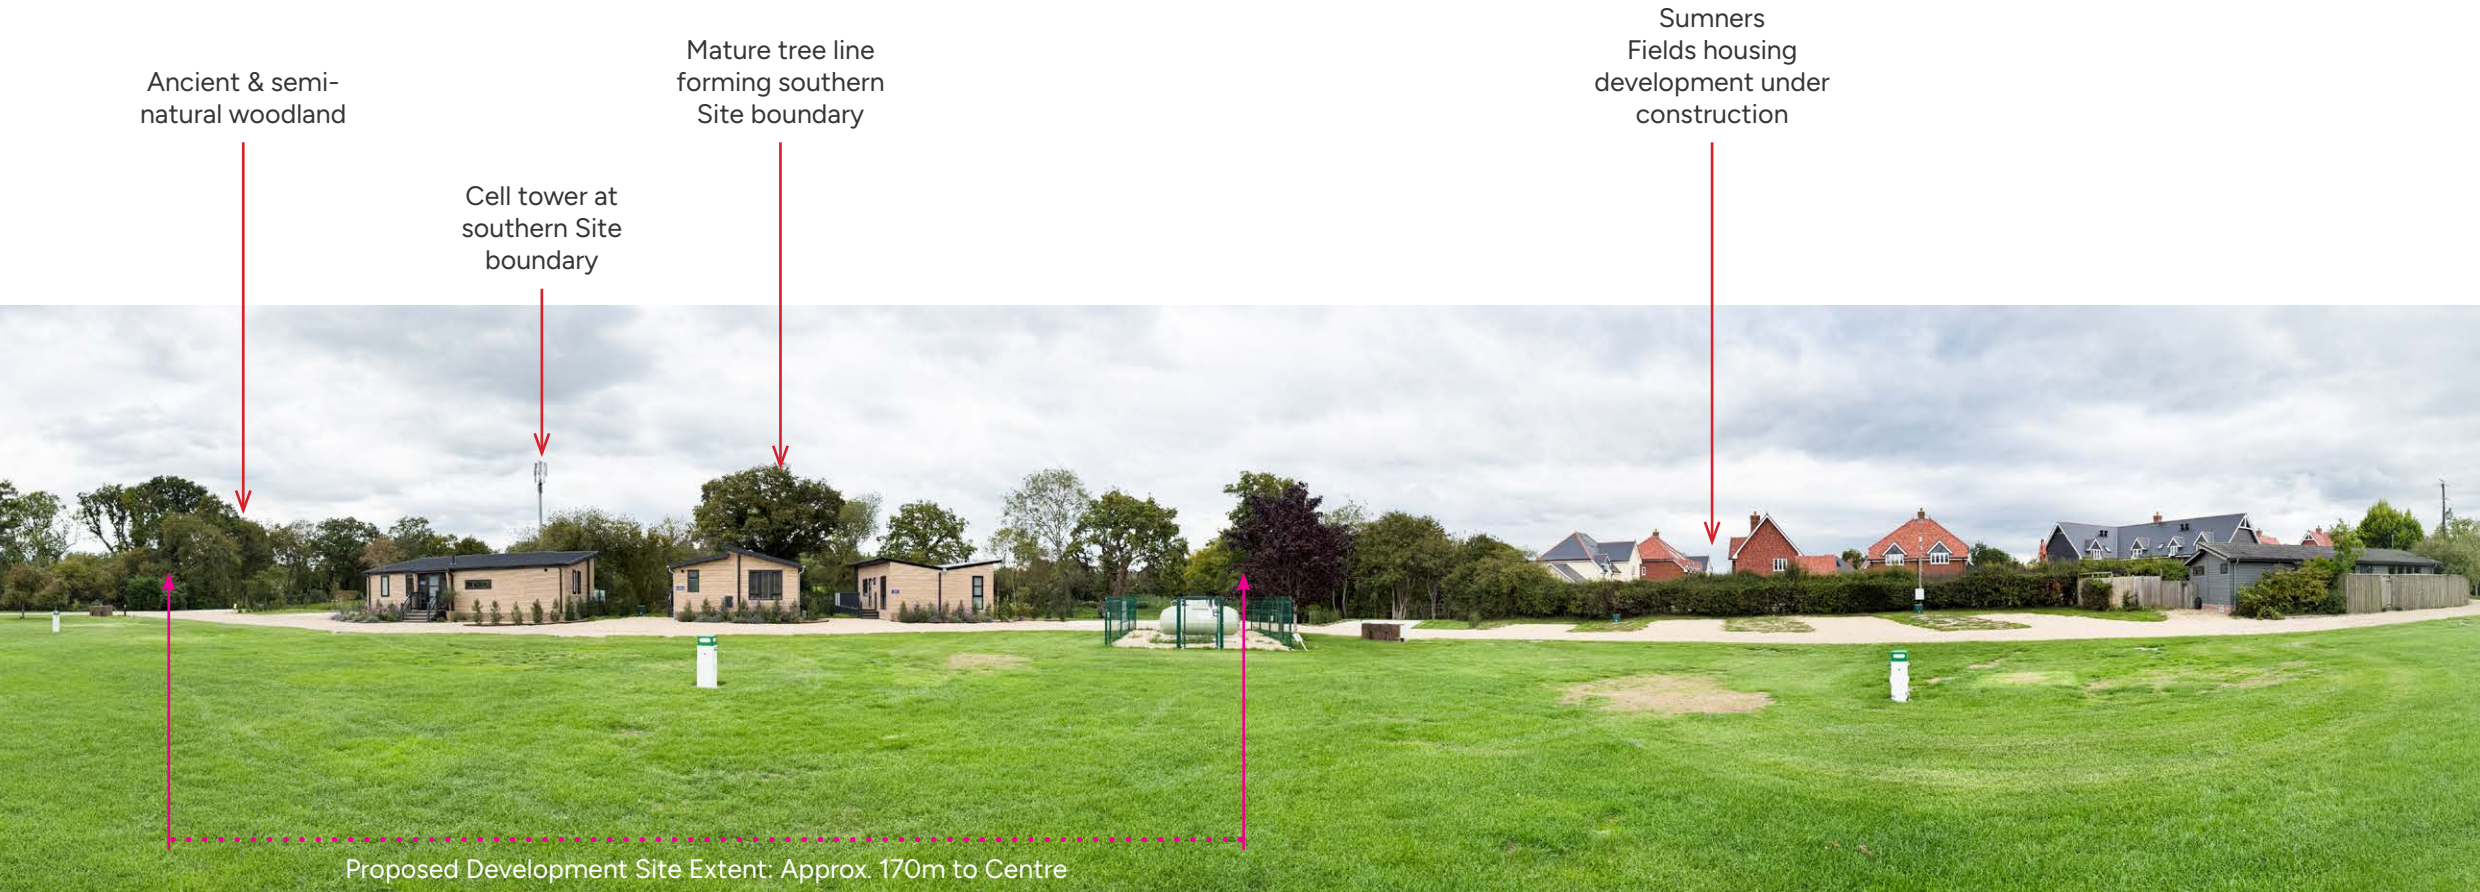 Ancient & semi-
natural woodland
Cell tower at
southern Site
boundary
Mature tree line
forming southern
Site boundary
Sumners
Fields housing
development under
construction
Proposed Development Site Extent: Approx. 170m to Centre